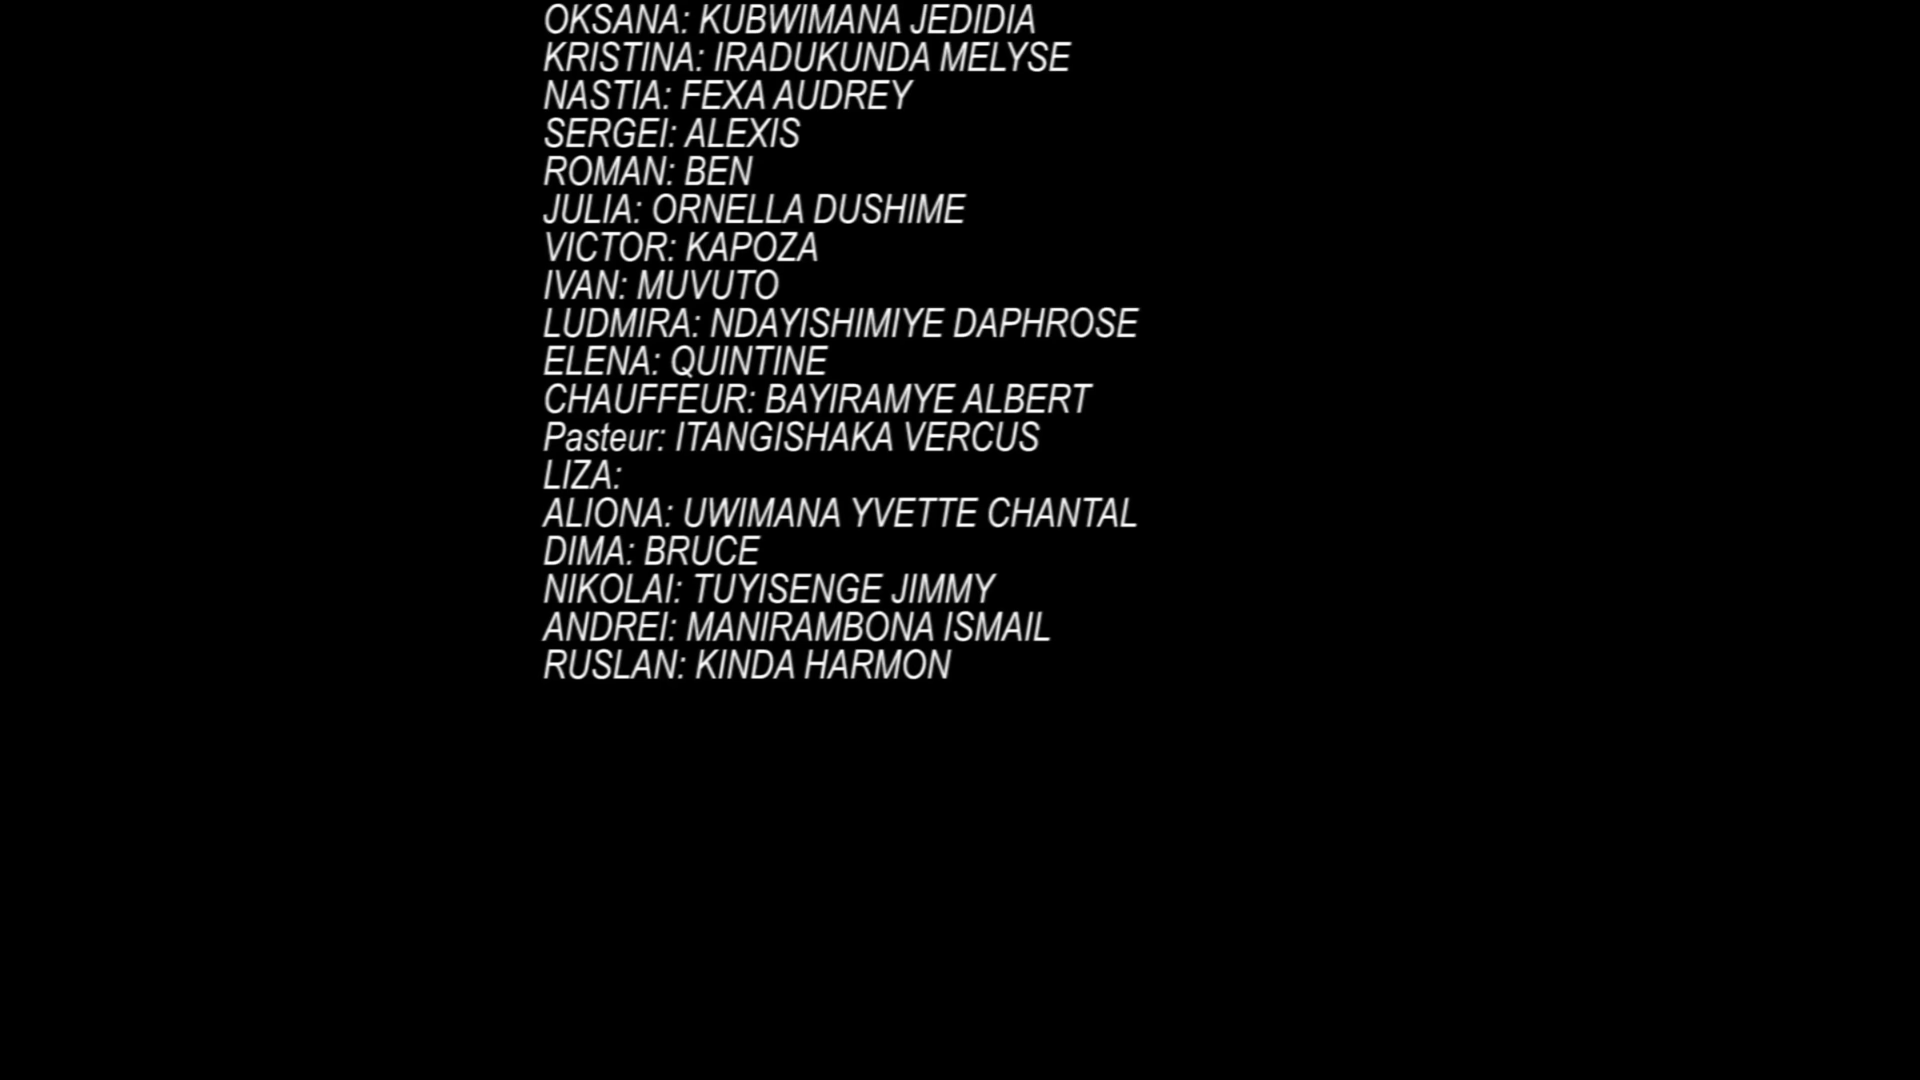 OKSANA: KUBWIMANA JEDIDIA
KRISTINA: IRADUKUNDA MELYSE
NASTIA: FEXA AUDREY
SERGEI: ALEXIS
ROMAN: BEN
JULIA: ORNELLA DUSHIME
VICTOR: KAPOZA
IVAN: MUVUTO
LUDMIRA: NDAYISHIMIYE DAPHROSE
ELENA: QUINTINE
CHAUFFEUR: BAYIRAMYE ALBERT
Pasteur: ITANGISHAKA VERCUS
LIZA:
ALIONA: UWIMANA YVETTE CHANTAL
DIMA: BRUCE
NIKOLAI: TUYISENGE JIMMY
ANDREI: MANIRAMBONA ISMAIL
RUSLAN: KINDA HARMON